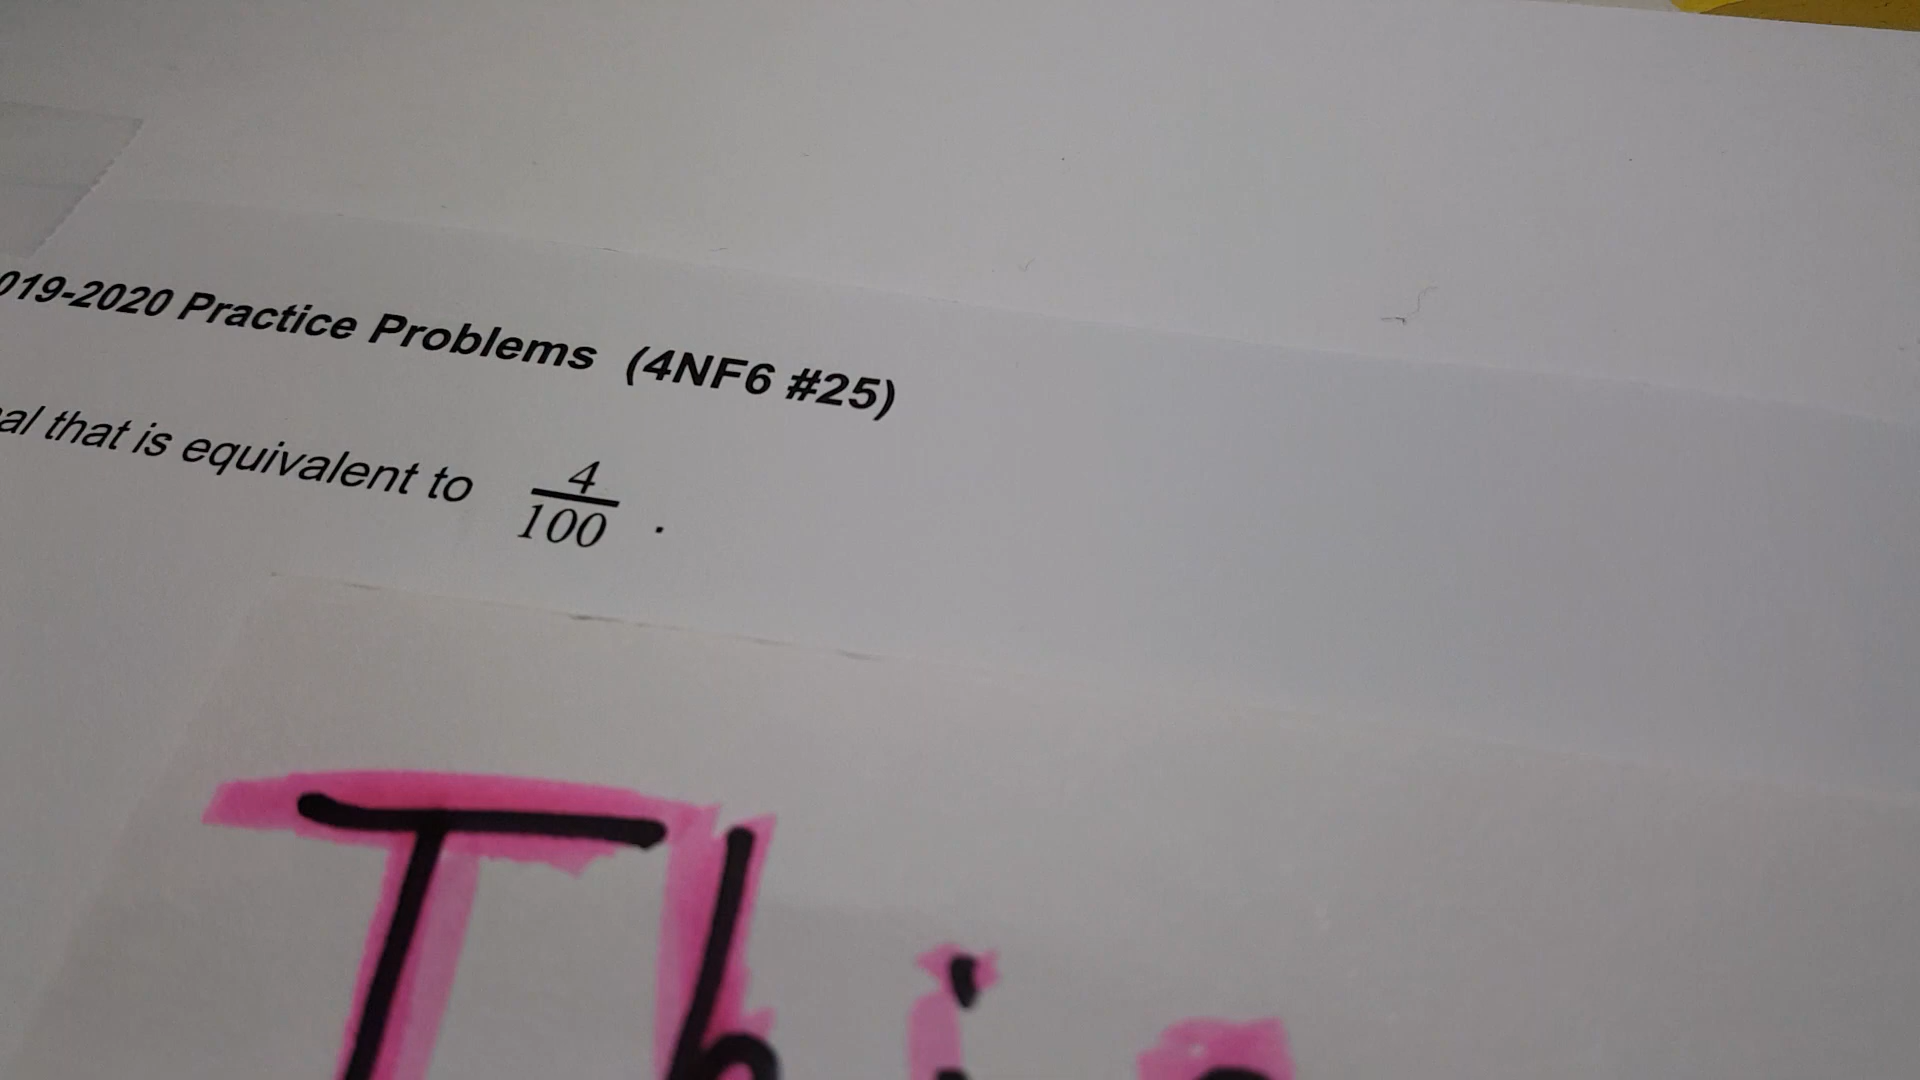 019-2020 Practice Problems (4NF6 #25)
al that is equivalent to 4/100 .
Thi